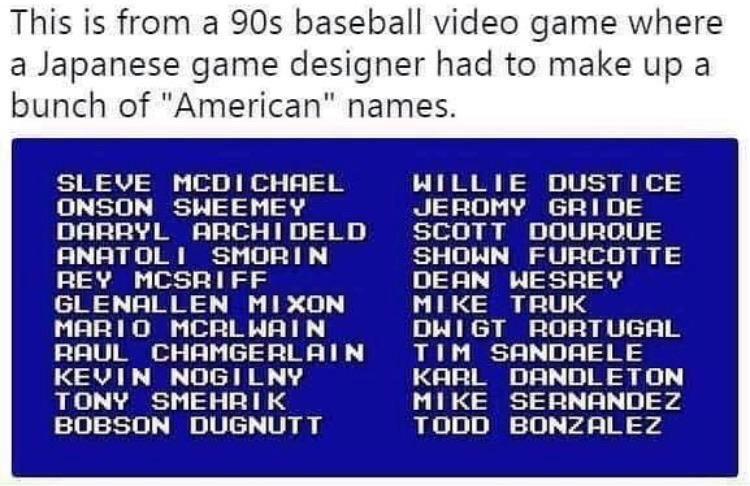 This is from a 90s baseball video game where
a Japanese game designer had to make up a
bunch of "American" names.
SLEVE MCDICHAEL
ONSON SWEEMEY
DARRYL ARCHIDELD
ANATOLI SMORIN
REY MCSRIFF
GLENALLEN MIXON
MARIO MCRLWAIN
RAUL CHAMGERLAIN
KEVIN NOGILNY
TONY SMEHRIK
BOBSON DUGNUTT
WILLIE DUSTICE
JEROMY GRIDE
SCOTT DOURQUE
SHOWN FURCOTTE
DEAN WESREY
MIKE TRUK
DWIGT RORTUGAL
TIM SANDAELE
KARL DANDLETON
MIKE SERNANDEZ
TODD BONZALEZ